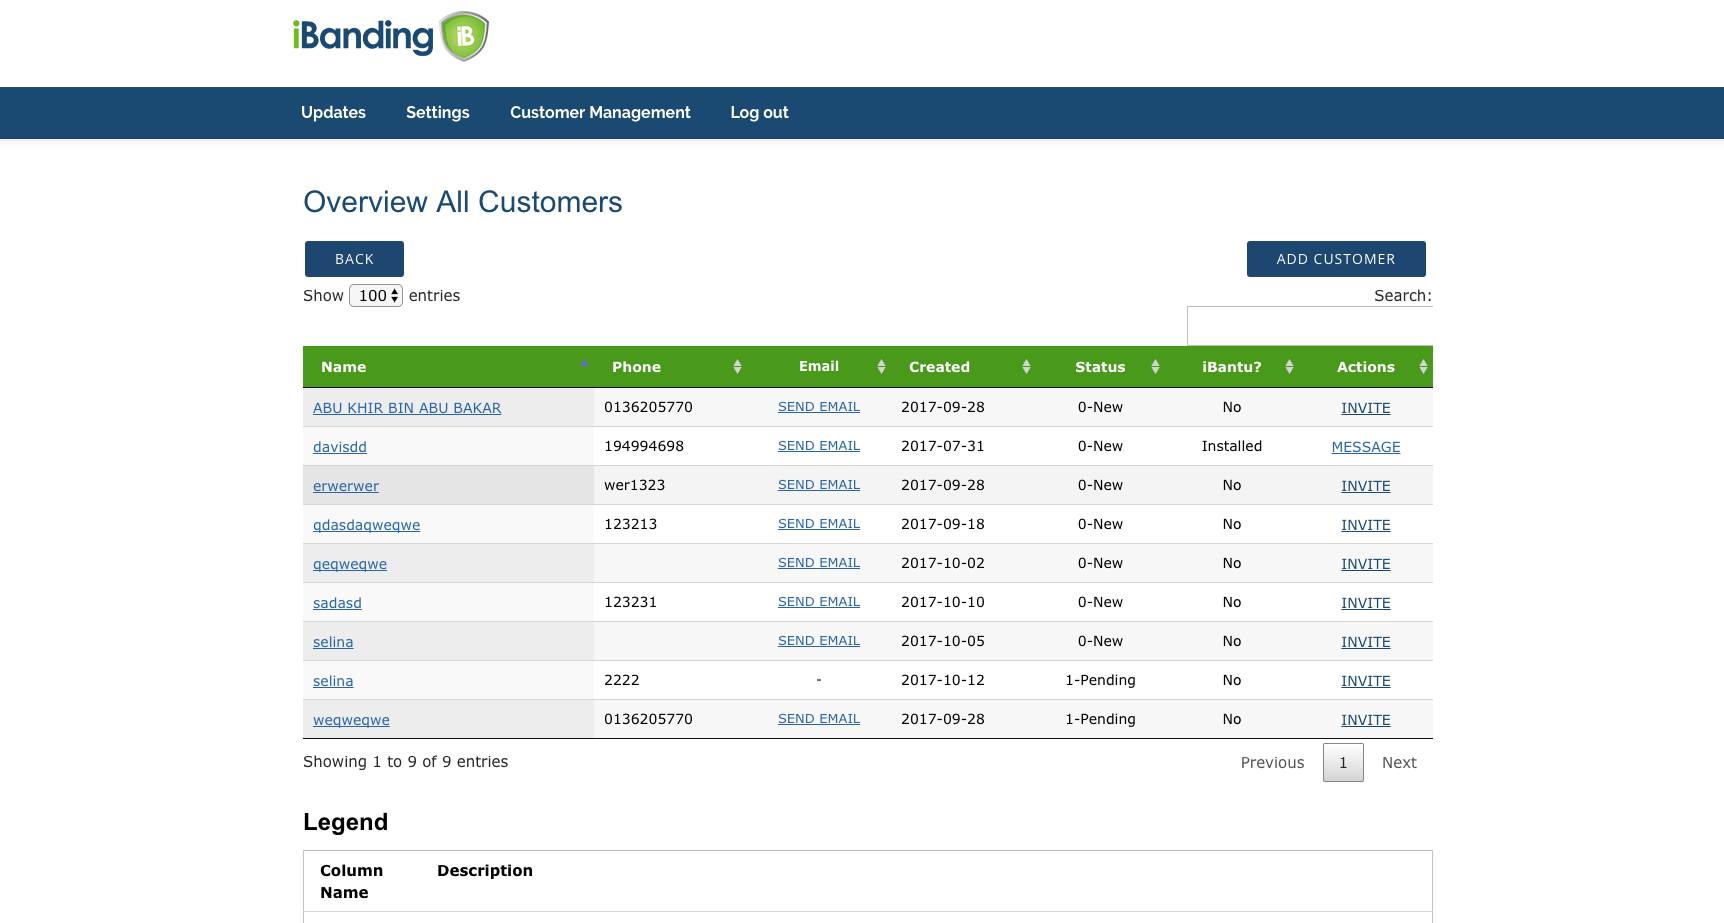 iBanding iB
Updates Settings Customer Management Log out
Overview All Customers
BACK ADD CUSTOMER
Show 100 entries Search:
Name Phone Email Created Status iBantu? Actions
ABU KHIR BIN ABU BAKAR 0136205770 SEND EMAIL 2017-09-28 0-New No INVITE
davisdd 194994698 SEND EMAIL 2017-07-31 0-New Installed MESSAGE
erwerwer wer1323 SEND EMAIL 2017-09-28 0-New No INVITE
qdasdaqweqwe 123213 SEND EMAIL 2017-09-18 0-New No INVITE
qeqweqwe SEND EMAIL 2017-10-02 0-New No INVITE
sadasd 123231 SEND EMAIL 2017-10-10 0-New No INVITE
selina SEND EMAIL 2017-10-05 0-New No INVITE
selina 2222 - 2017-10-12 1-Pending No INVITE
weqweqwe 0136205770 SEND EMAIL 2017-09-28 1-Pending No INVITE
Showing 1 to 9 of 9 entries Previous 1 Next
Legend
Column Description
Name